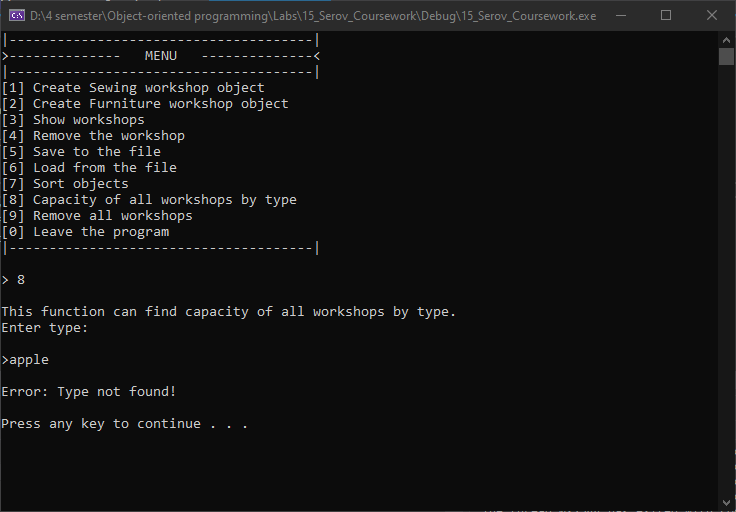 D:\4 semester\Object-oriented programming\Labs\15_Serov_Coursework\Debug\15_Serov_Coursework.exe
|--------------------------------------|
>-------------- MENU --------------<
|--------------------------------------|
[1] Create Sewing workshop object
[2] Create Furniture workshop object
[3] Show workshops
[4] Remove the workshop
[5] Save to the file
[6] Load from the file
[7] Sort objects
[8] Capacity of all workshops by type
[9] Remove all workshops
[0] Leave the program
|--------------------------------------|
> 8
This function can find capacity of all workshops by type.
Enter type:
>apple
Error: Type not found!
Press any key to continue . . .